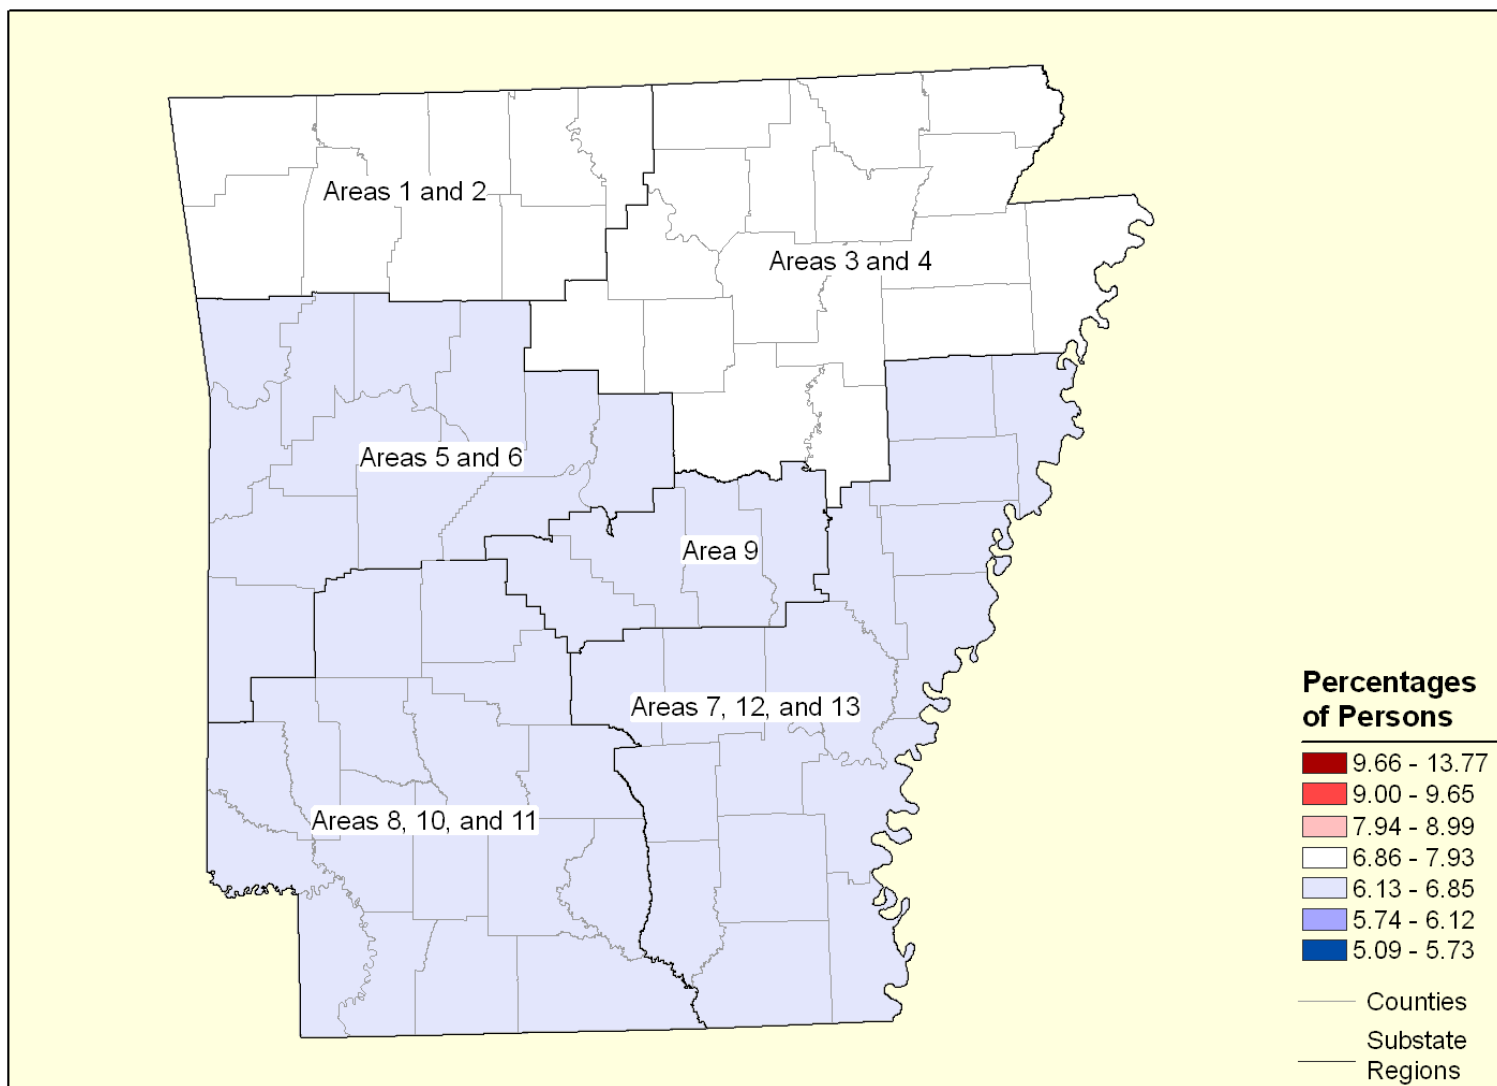 Areas 1 and 2
Areas 3 and 4
Areas 5 and 6
Area 9
Areas 7, 12, and 13
Areas 8, 10, and 11
Percentages
of Persons
9.66 - 13.77
9.00 - 9.65
7.94 - 8.99
6.86 - 7.93
6.13 - 6.85
5.74 - 6.12
5.09 - 5.73
Counties
Substate
Regions